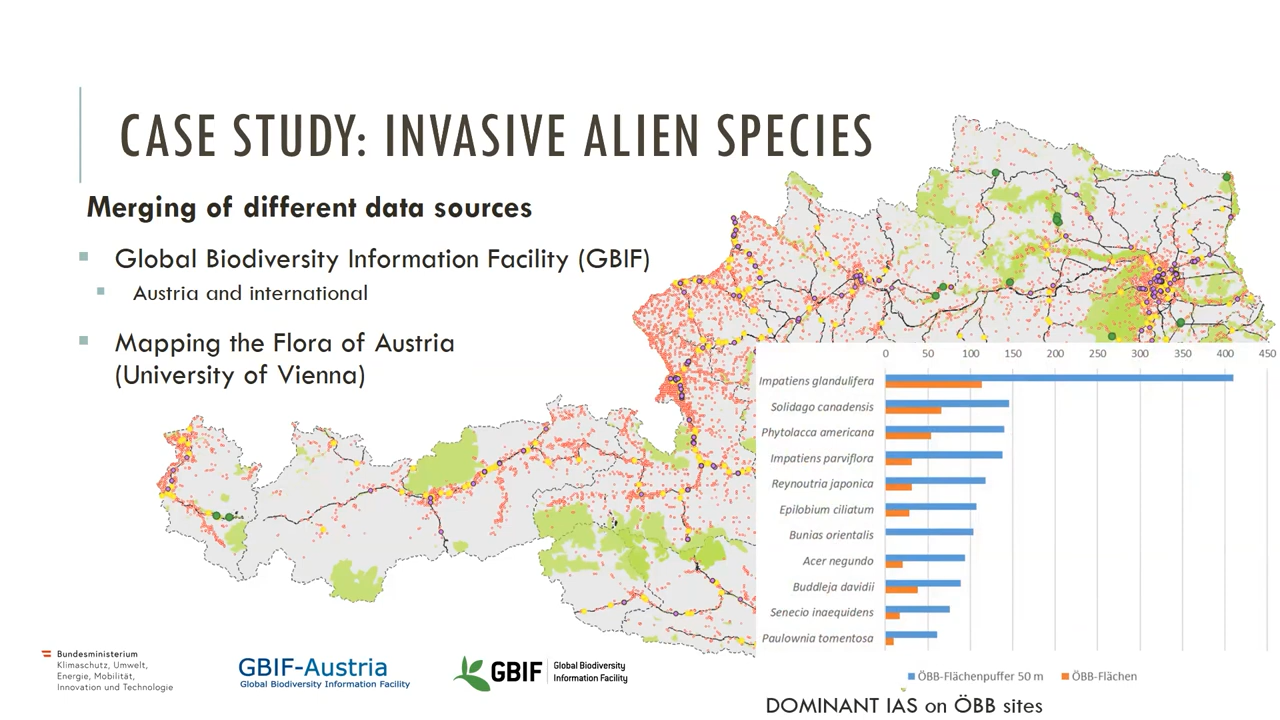 CASE STUDY: INVASIVE ALIEN SPECIES
Merging of different data sources
Global Biodiversity Information Facility (GBIF)
Austria and international
Mapping the Flora of Austria
(University of Vienna)
0 50 100 150 200 250 300 350 400 450
Impatiens glandulifera
Solidago canadensis
Phytolacca americana
Impatiens parviflora
Reynoutria japonica
Epilobium ciliatum
Bunias orientalis
Acer negundo
Buddleja davidii
Senecio inaequidens
Paulownia tomentosa
ÖBB-Flächenpuffer 50 m ÖBB-Flächen
DOMINANT IAS on ÖBB sites
Bundesministerium
Klimaschutz, Umwelt,
Energie, Mobilität,
Innovation und Technologie
GBIF-Austria
Global Biodiversity Information Facility
GBIF
Global Biodiversity
Information Facility